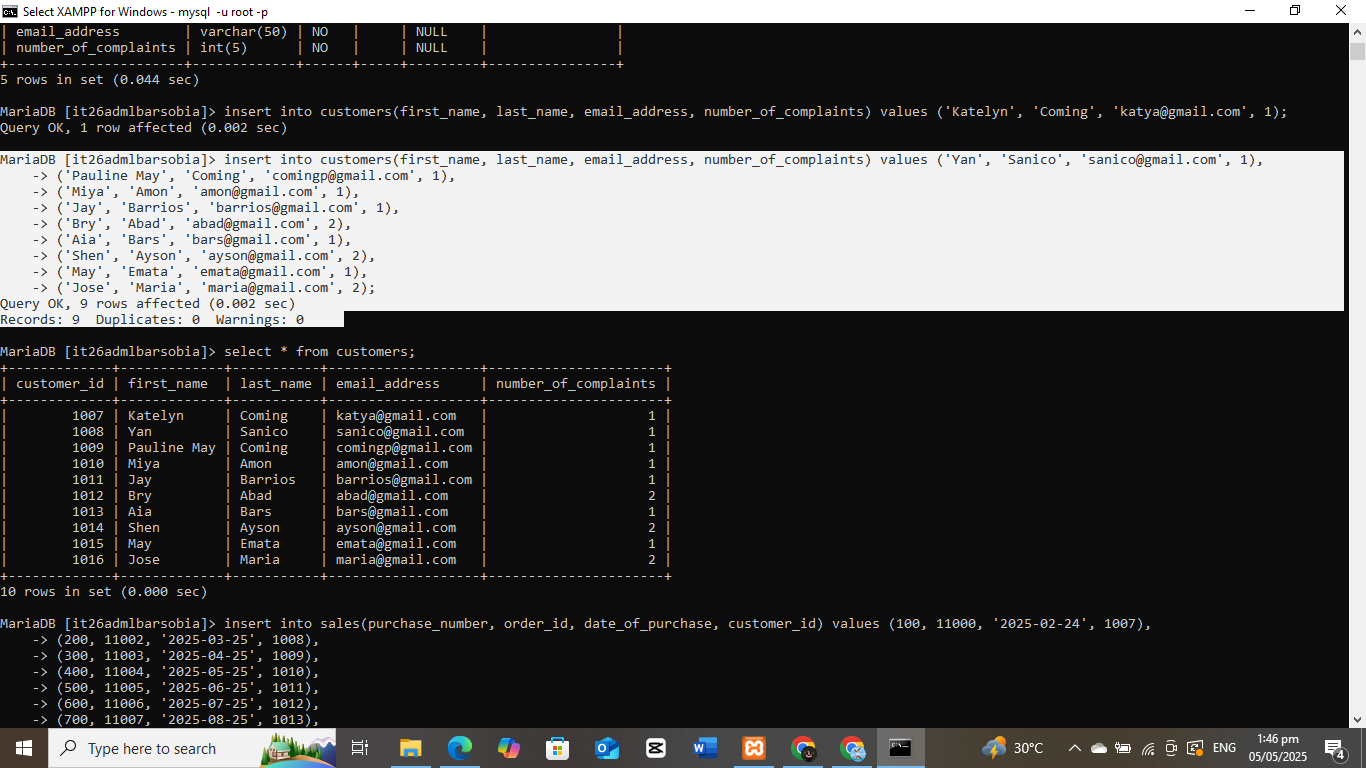 Select XAMPP for Windows - mysql  -u root -p
| email_address        | varchar(50) | NO   |     | NULL    |                |
| number_of_complaints | int(5)      | NO   |     | NULL    |                |
+----------------------+-------------+------+-----+---------+----------------+
5 rows in set (0.044 sec)
MariaDB [it26admlbarsobia]> insert into customers(first_name, last_name, email_address, number_of_complaints) values ('Katelyn', 'Coming', 'katya@gmail.com', 1);
Query OK, 1 row affected (0.002 sec)
MariaDB [it26admlbarsobia]> insert into customers(first_name, last_name, email_address, number_of_complaints) values ('Yan', 'Sanico', 'sanico@gmail.com', 1),
    -> ('Pauline May', 'Coming', 'comingp@gmail.com', 1),
    -> ('Miya', 'Amon', 'amon@gmail.com', 1),
    -> ('Jay', 'Barrios', 'barrios@gmail.com', 1),
    -> ('Bry', 'Abad', 'abad@gmail.com', 2),
    -> ('Aia', 'Bars', 'bars@gmail.com', 1),
    -> ('Shen', 'Ayson', 'ayson@gmail.com', 2),
    -> ('May', 'Emata', 'emata@gmail.com', 1),
    -> ('Jose', 'Maria', 'maria@gmail.com', 2);
Query OK, 9 rows affected (0.002 sec)
Records: 9  Duplicates: 0  Warnings: 0
MariaDB [it26admlbarsobia]> select * from customers;
+-------------+-------------+-----------+-------------------+----------------------+
| customer_id | first_name  | last_name | email_address     | number_of_complaints |
+-------------+-------------+-----------+-------------------+----------------------+
|        1007 | Katelyn     | Coming    | katya@gmail.com   |                    1 |
|        1008 | Yan         | Sanico    | sanico@gmail.com  |                    1 |
|        1009 | Pauline May | Coming    | comingp@gmail.com |                    1 |
|        1010 | Miya        | Amon      | amon@gmail.com    |                    1 |
|        1011 | Jay         | Barrios   | barrios@gmail.com |                    1 |
|        1012 | Bry         | Abad      | abad@gmail.com    |                    2 |
|        1013 | Aia         | Bars      | bars@gmail.com    |                    1 |
|        1014 | Shen        | Ayson     | ayson@gmail.com   |                    2 |
|        1015 | May         | Emata     | emata@gmail.com   |                    1 |
|        1016 | Jose        | Maria     | maria@gmail.com   |                    2 |
+-------------+-------------+-----------+-------------------+----------------------+
10 rows in set (0.000 sec)
MariaDB [it26admlbarsobia]> insert into sales(purchase_number, order_id, date_of_purchase, customer_id) values (100, 11000, '2025-02-24', 1007),
    -> (200, 11002, '2025-03-25', 1008),
    -> (300, 11003, '2025-04-25', 1009),
    -> (400, 11004, '2025-05-25', 1010),
    -> (500, 11005, '2025-06-25', 1011),
    -> (600, 11006, '2025-07-25', 1012),
    -> (700, 11007, '2025-08-25', 1013),
Type here to search
30°C
ENG
1:46 pm
05/05/2025
4